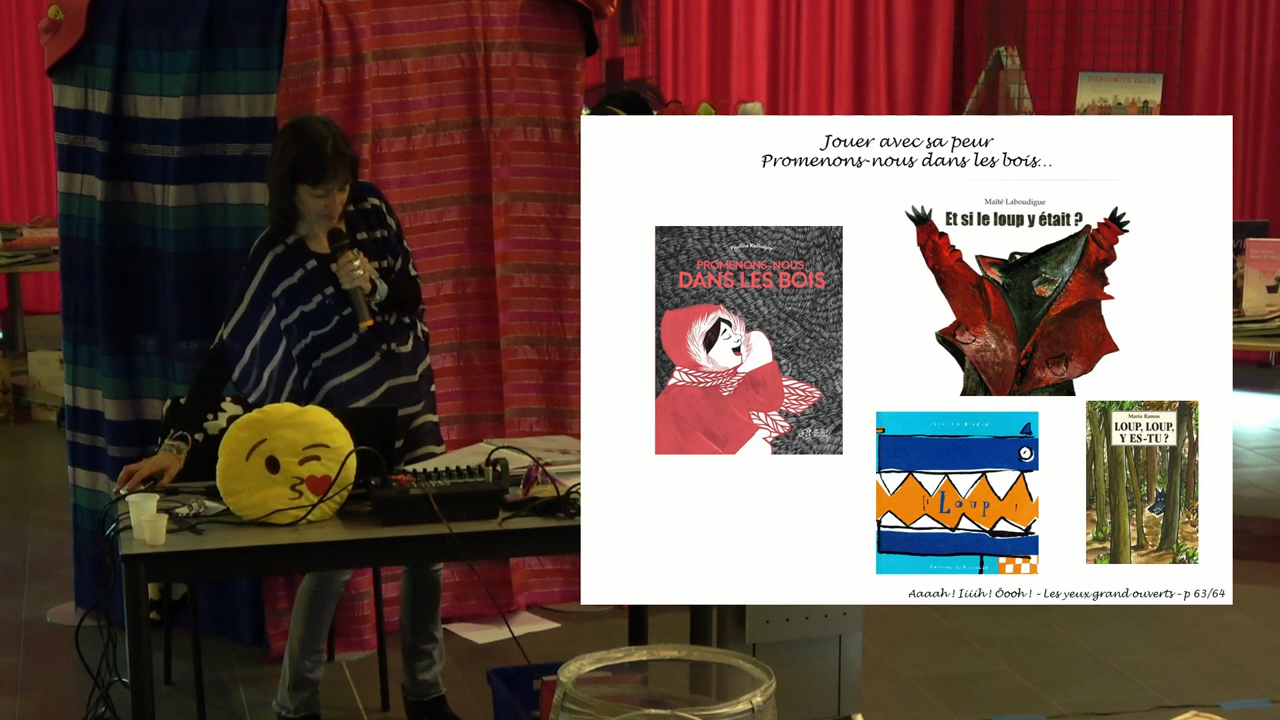 Jouer avec sa peur
Promenons-nous dans les bois...
PROMENONS-NOUS
DANS LES BOIS
Maïté Laboudigue
Et si le loup y était ?
Loup
Mario Ramos
LOUP, LOUP,
Y ES-TU ?
Aaaah ! Iiiih ! Ôooh ! - Les yeux grand ouverts - p 63/64